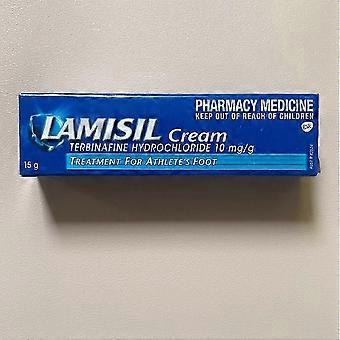 PHARMACY MEDICINE
KEEP OUT OF REACH OF CHILDREN
LAMISIL Cream
TERBINAFINE HYDROCHLORIDE 10 mg/g
TREATMENT FOR ATHLETE'S FOOT
15 g